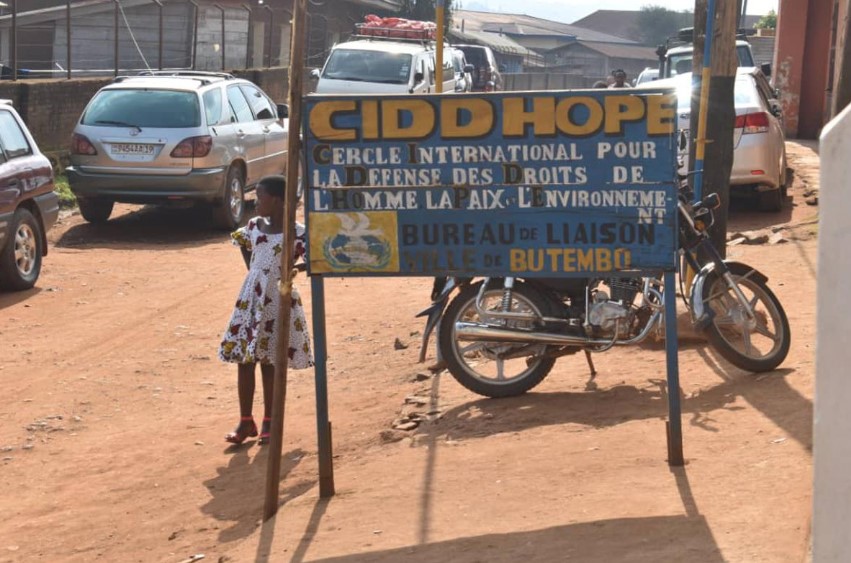 CIDDHOPE
CERCLE INTERNATIONAL POUR
LA DEFENSE DES DROITS DE
L'HOMME LA PAIX, L'ENVIRONNEME
NT
BUREAU DE LIAISON
VILLE DE BUTEMBO